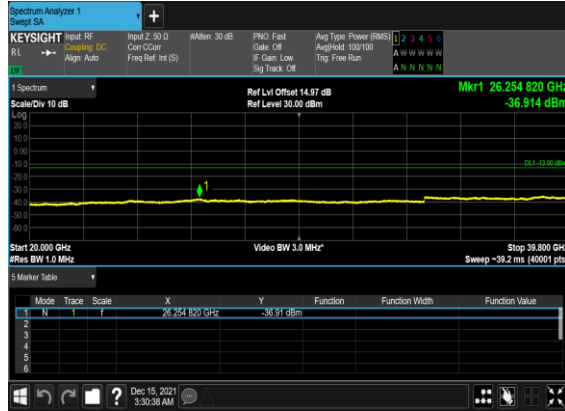 Spectrum Analyzer 1
Swept SA
KEYSIGHT Input: RF Input Z: 50 Ω #Atten: 30 dB PNO: Fast Avg Type: Power (RMS) 1 2 3 4 5 6
RL Coupling: DC Corr CCorr Gate: Off Avg|Hold: 100/100 A W W W W W
Align: Auto Freq Ref: Int (S) IF Gain: Low Trig: Free Run
LV Sig Track: Off A N N N N N
1 Spectrum Ref Lvl Offset 14.97 dB Mkr1 26.254 820 GHz
Scale/Div 10 dB Ref Level 30.00 dBm -36.914 dBm
Log
20.0
10.0
0.00
-10.0 DL1 -13.00 dBm
-20.0
-30.0 1
-40.0
-50.0
-60.0
Start 20.000 GHz Video BW 3.0 MHz* Stop 39.800 GHz
#Res BW 1.0 MHz Sweep ~39.2 ms (40001 pts)
5 Marker Table
Mode Trace Scale X Y Function Function Width Function Value
1 N 1 f 26.254 820 GHz -36.91 dBm
2
3
4
5
6
? Dec 15, 2021
3:30:38 AM